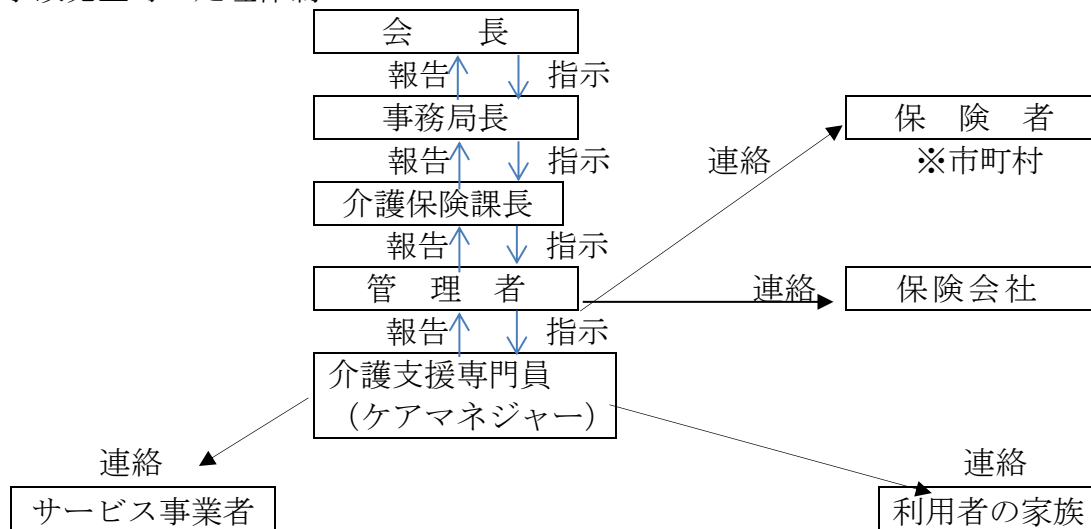 会　　長
報告　指示
事務局長　保　険　者
報告　指示　連絡　※市町村
介護保険課長
報告　指示
管　理　者　連絡　保険会社
報告　指示
介護支援専門員
（ケアマネジャー）
連絡　連絡
サービス事業者　利用者の家族